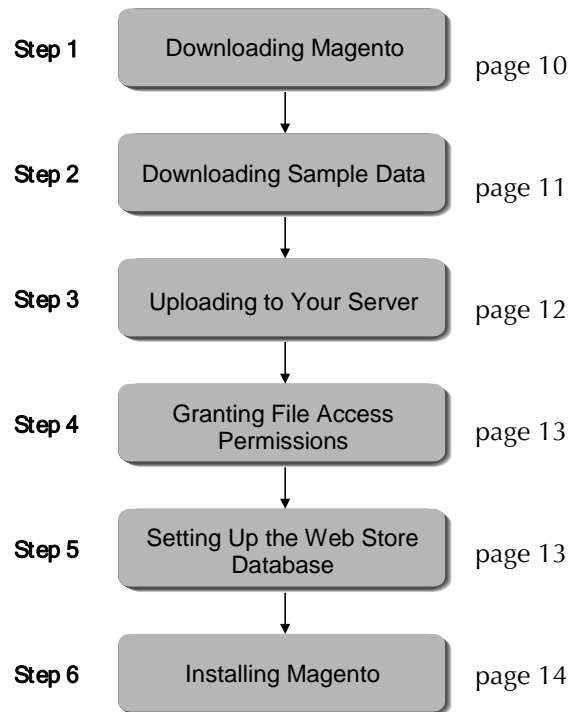 Step 1
Downloading Magento
page 10
Step 2
Downloading Sample Data
page 11
Step 3
Uploading to Your Server
page 12
Step 4
Granting File Access
Permissions
page 13
Step 5
Setting Up the Web Store
Database
page 13
Step 6
Installing Magento
page 14